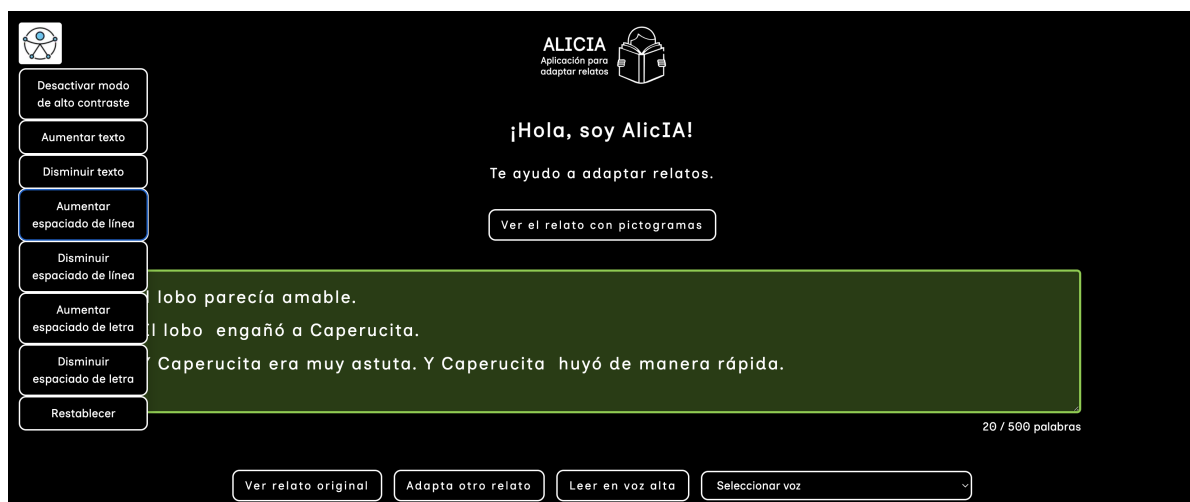 ALICIA
Aplicación para
adaptar relatos
Desactivar modo
de alto contraste
Aumentar texto
Disminuir texto
Aumentar
espaciado de línea
Disminuir
espaciado de línea
Aumentar
espaciado de letra
Disminuir
espaciado de letra
Restablecer
¡Hola, soy AlicIA!
Te ayudo a adaptar relatos.
Ver el relato con pictogramas
l lobo parecía amable.
El lobo  engañó a Caperucita.
Y Caperucita era muy astuta. Y Caperucita  huyó de manera rápida.
20 / 500 palabras
Ver relato original
Adapta otro relato
Leer en voz alta
Seleccionar voz